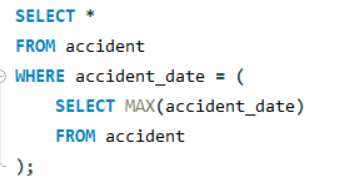 SELECT *
FROM accident
WHERE accident_date = (
SELECT MAX(accident_date)
FROM accident
);